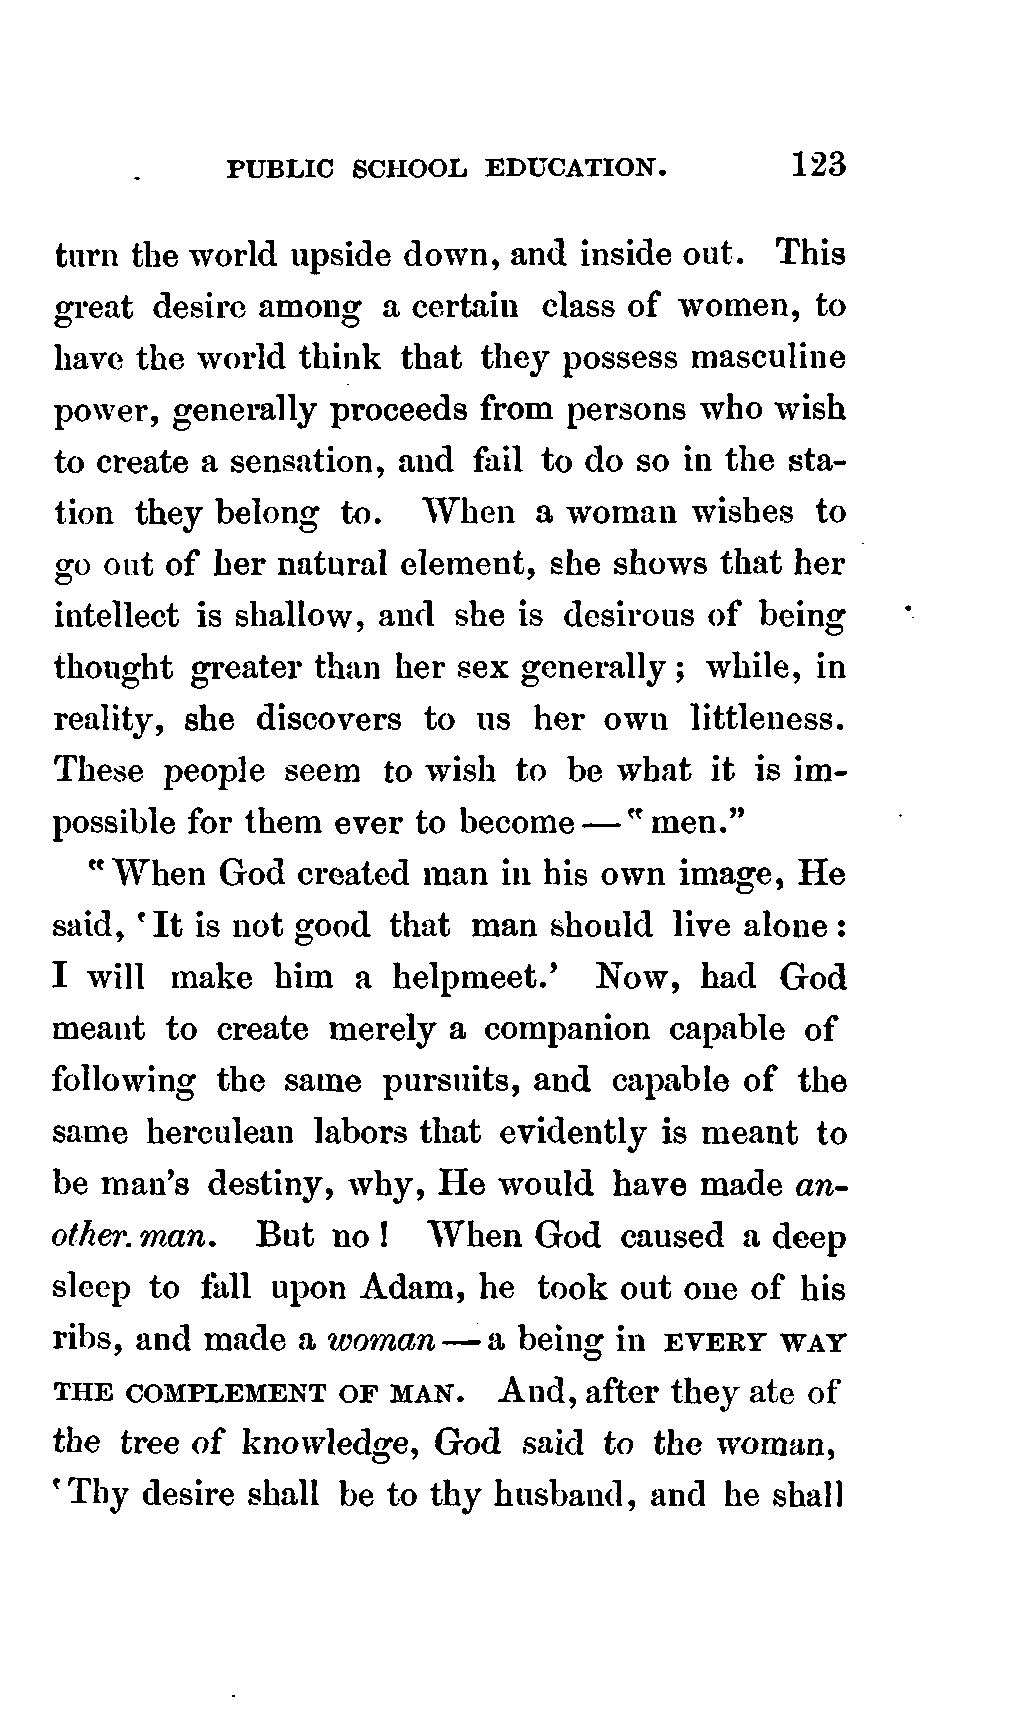 PUBLIC SCHOOL EDUCATION. 123
turn the world upside down, and inside out. This
great desire among a certain class of women, to
have the world think that they possess masculine
power, generally proceeds from persons who wish
to create a sensation, and fail to do so in the sta-
tion they belong to. When a woman wishes to
go out of her natural element, she shows that her
intellect is shallow, and she is desirous of being
thought greater than her sex generally; while, in
reality, she discovers to us her own littleness.
These people seem to wish to be what it is im-
possible for them ever to become — "men."
"When God created man in his own image, He
said, 'It is not good that man should live alone:
I will make him a helpmeet.' Now, had God
meant to create merely a companion capable of
following the same pursuits, and capable of the
same herculean labors that evidently is meant to
be man's destiny, why, He would have made an-
other. man. But no! When God caused a deep
sleep to fall upon Adam, he took out one of his
ribs, and made a woman — a being in EVERY WAY
THE COMPLEMENT OF MAN. And, after they ate of
the tree of knowledge, God said to the woman,
'Thy desire shall be to thy husband, and he shall